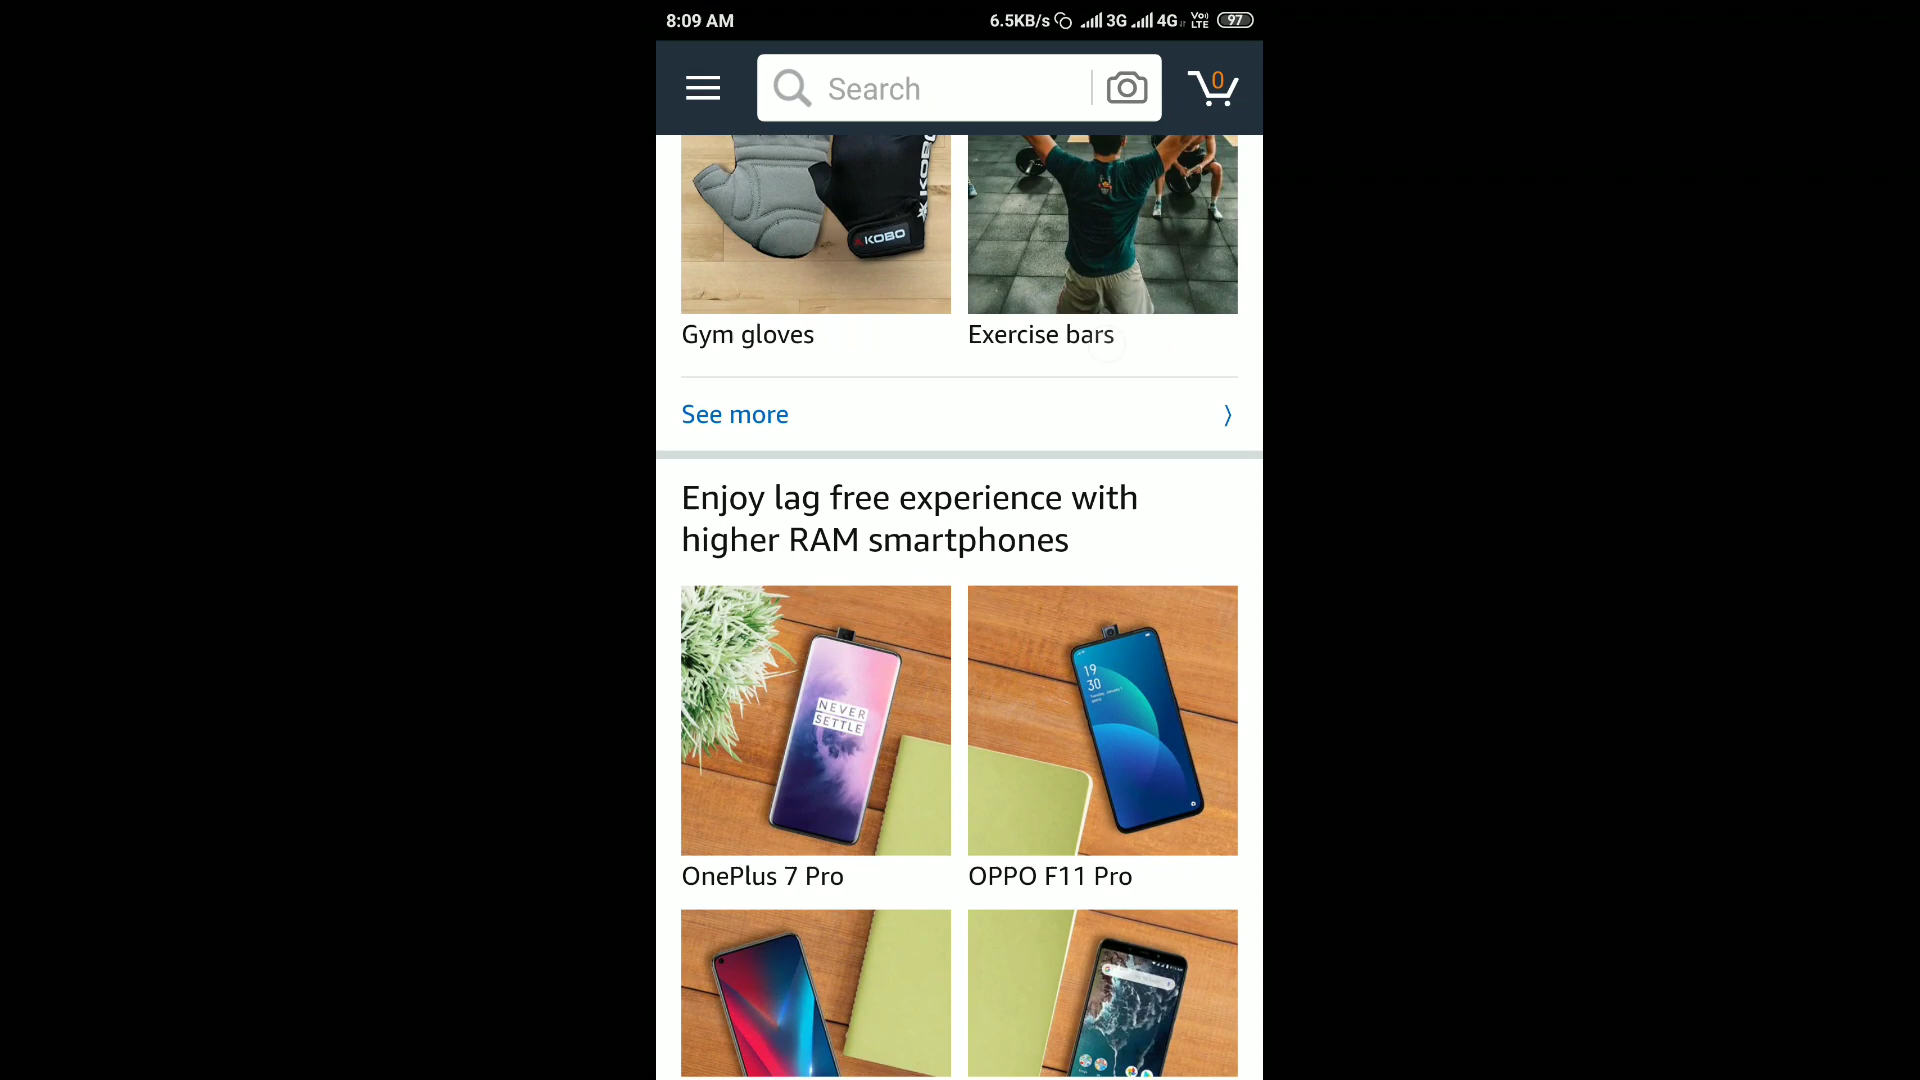 8:09 AM 6.5KB/s 3G 4G Vo) LTE 97
Search
0
KOBO
KOBO
Gym gloves Exercise bars
See more
Enjoy lag free experience with
higher RAM smartphones
19
30
NEVER
SETTLE
OnePlus 7 Pro OPPO F11 Pro